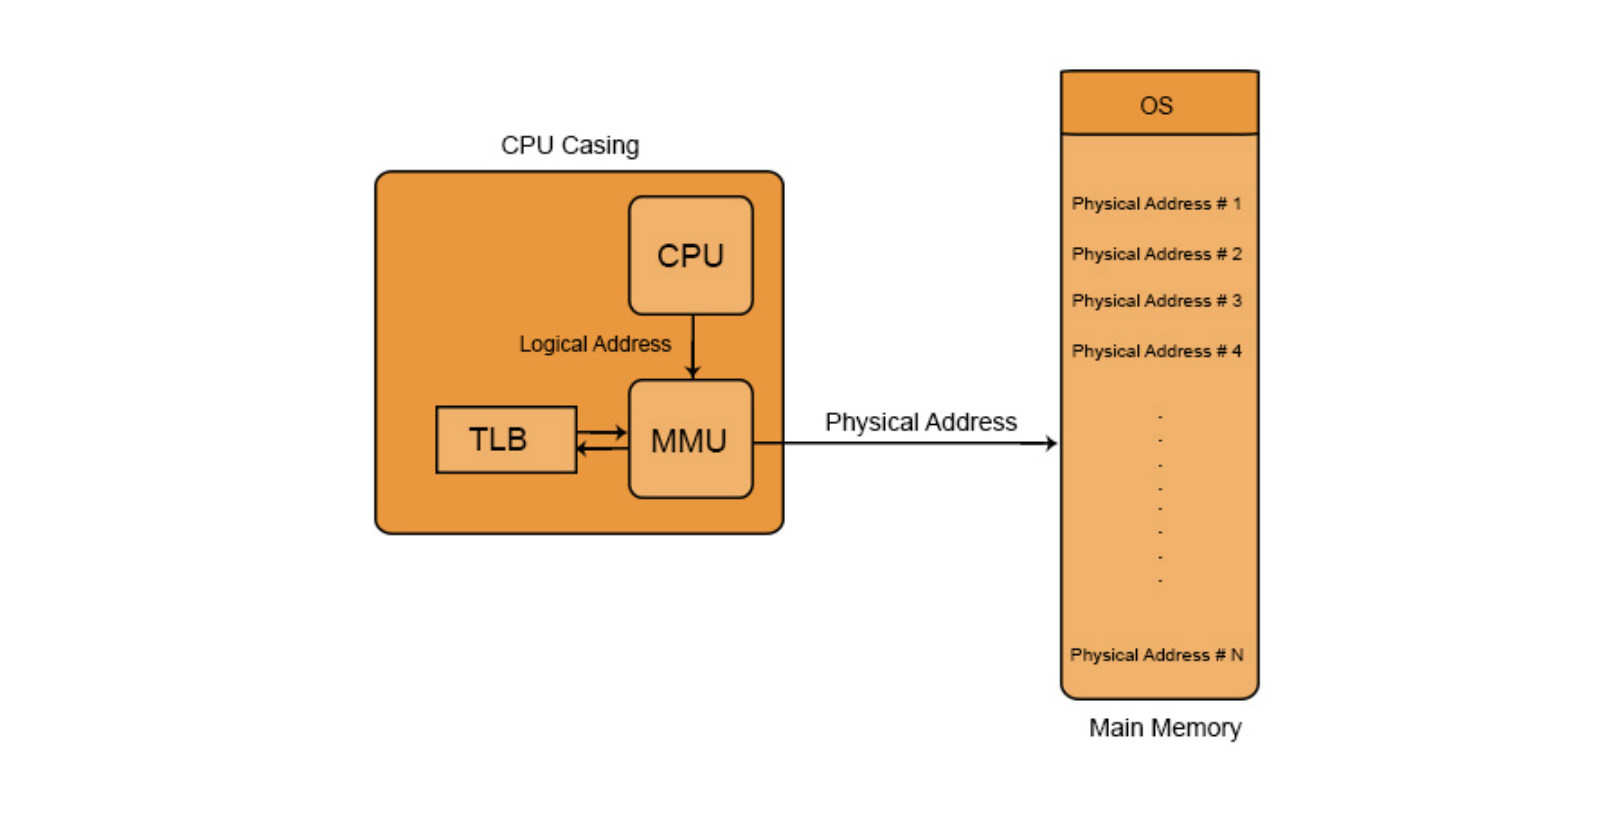 CPU Casing
CPU
Logical Address
TLB
MMU
Physical Address
OS
Physical Address # 1
Physical Address # 2
Physical Address # 3
Physical Address # 4
Physical Address # N
Main Memory